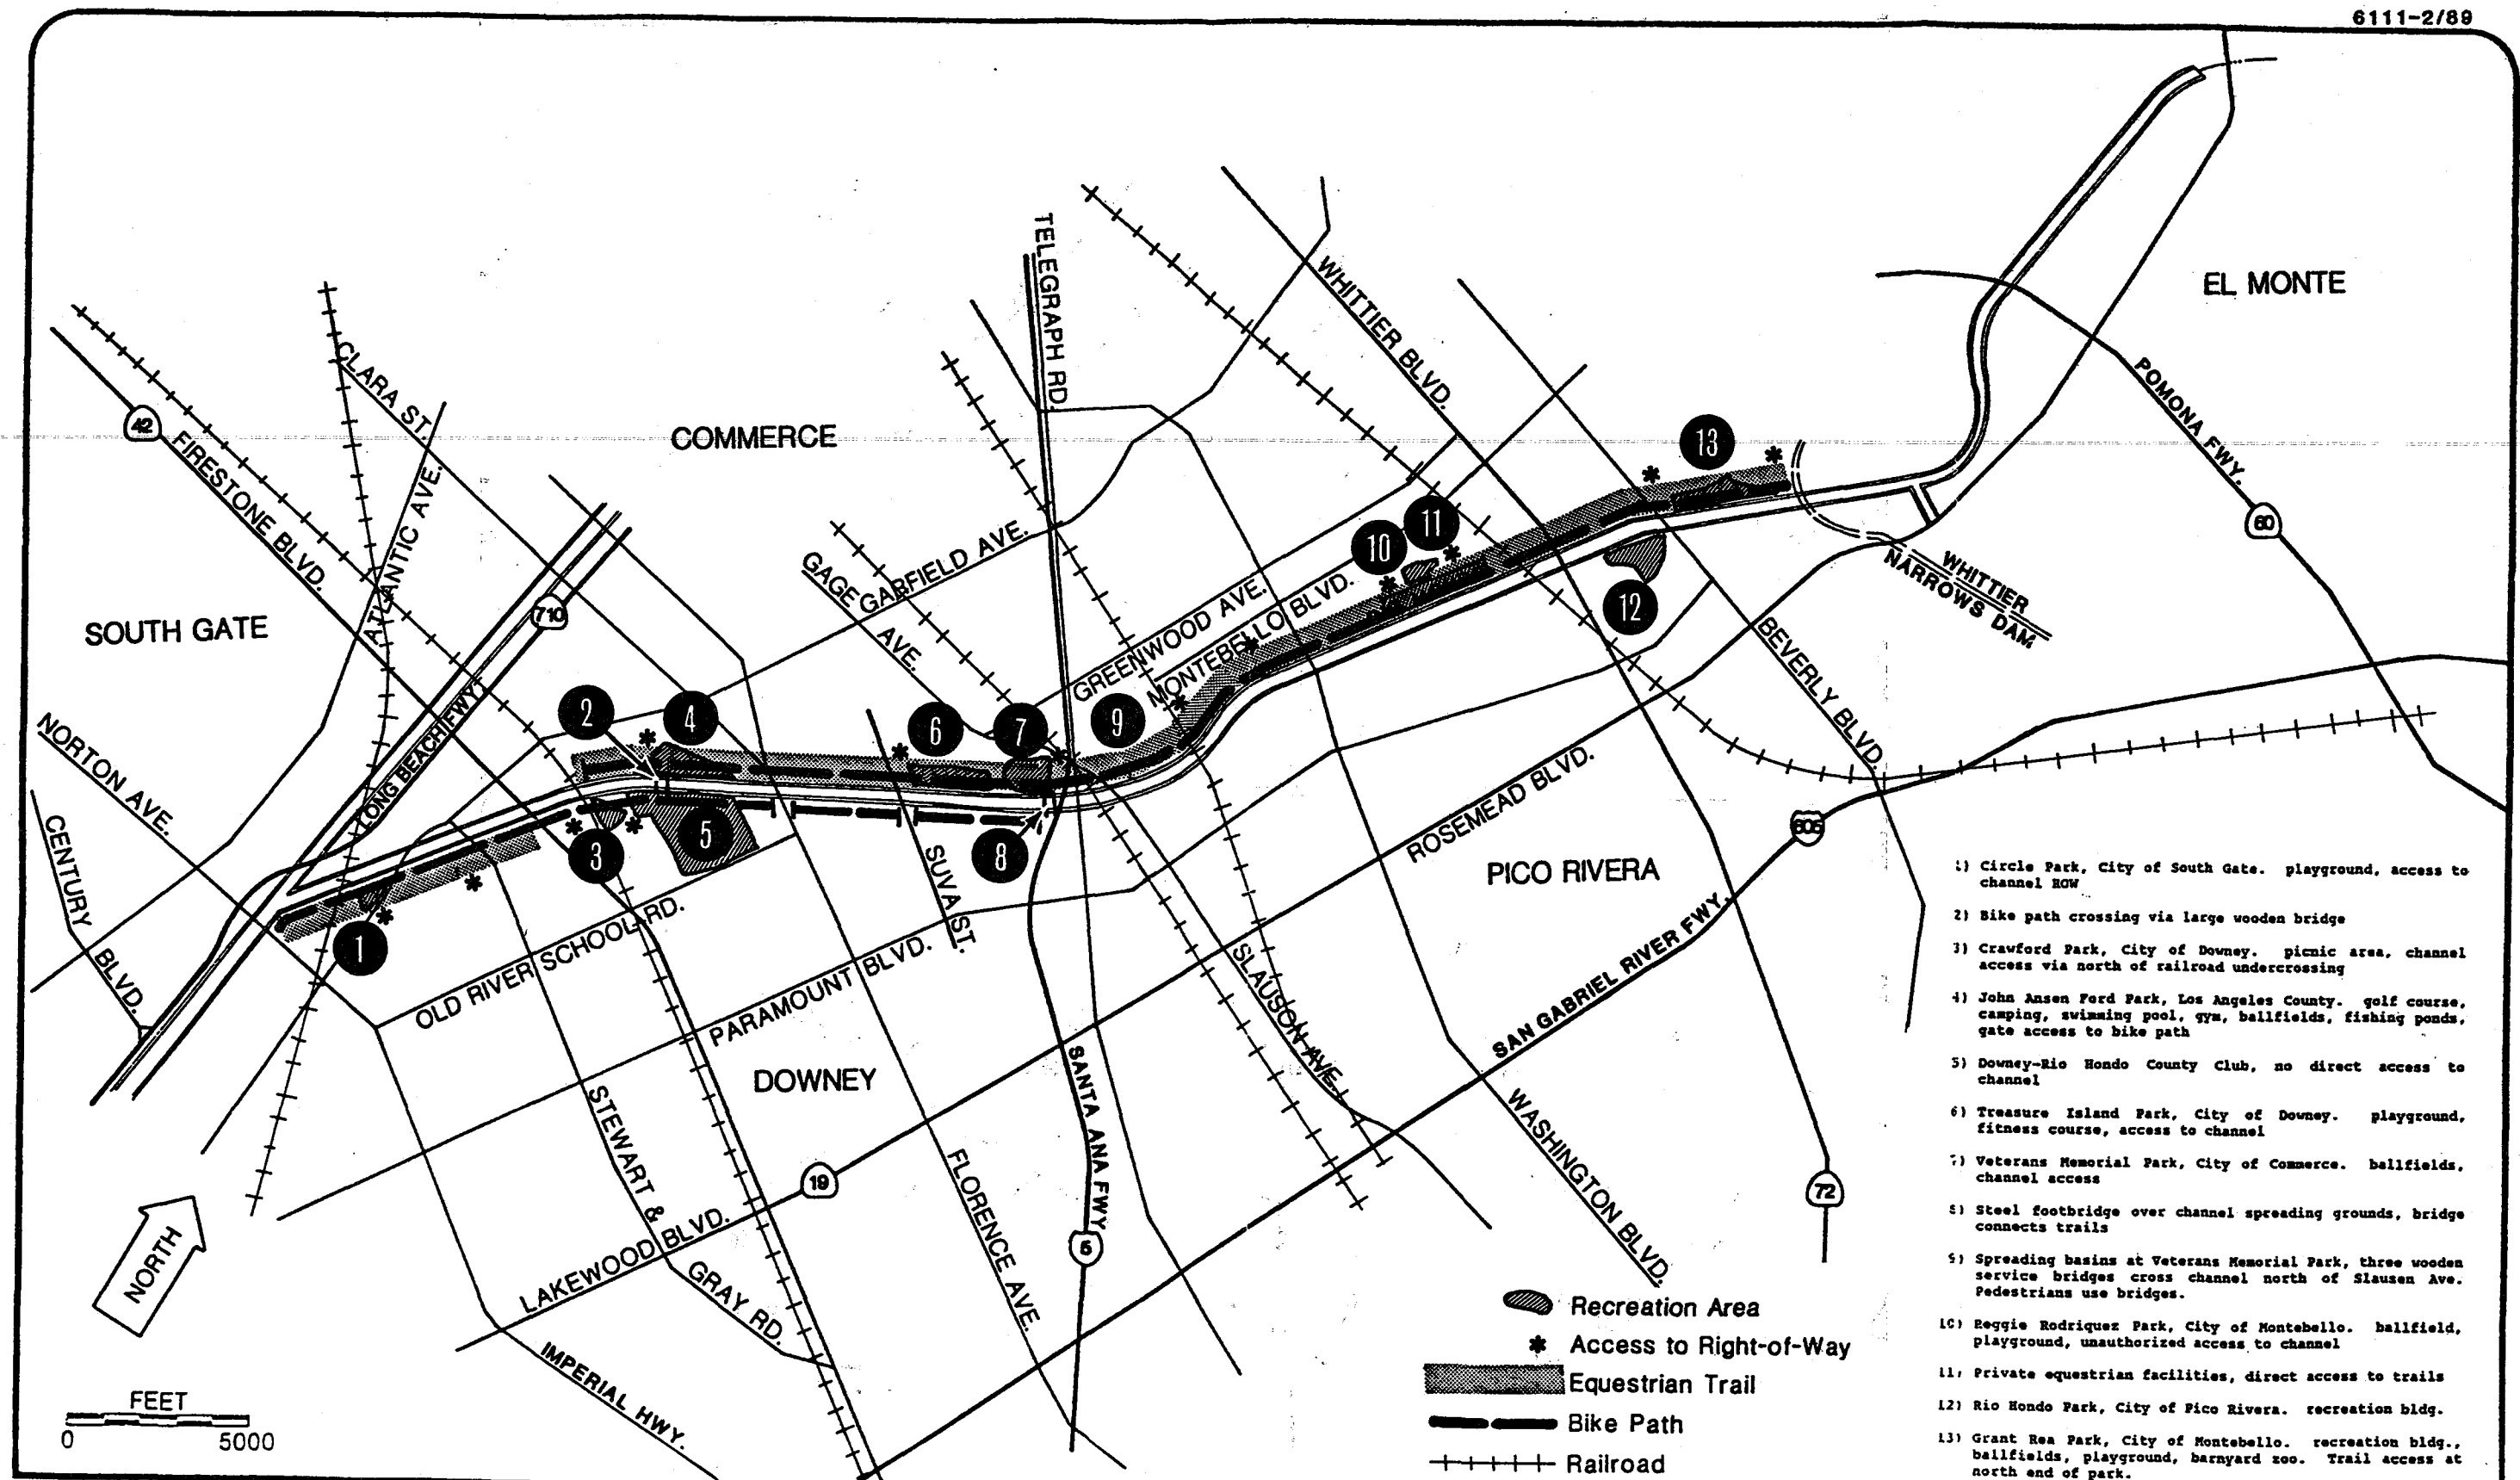 6111-2/89
EL MONTE
TELEGRAPH RD.
WHITTIER BLVD.
POMONA FWY.
60
CLARA ST.
42
FIRESTONE BLVD.
ATLANTIC AVE.
COMMERCE
13
11
10
12
WHITTIER
NARROWS DAM
SOUTH GATE
710
GAGE
AVE.
GARFIELD AVE.
GREENWOOD AVE.
MONTEBELLO BLVD.
BEVERLY BLVD.
NORTON AVE.
LONG BEACH FWY.
2
4
6
7
9
CENTURY
BLVD.
3
5
8
1
SUVA ST.
ROSEMEAD BLVD.
PICO RIVERA
605
OLD RIVER SCHOOL RD.
PARAMOUNT BLVD.
SLAUSON AVE.
SAN GABRIEL RIVER FWY.
DOWNEY
SANTA ANA FWY.
STEWART &
GRAY RD.
19
FLORENCE AVE.
WASHINGTON BLVD.
72
5
LAKEWOOD BLVD.
IMPERIAL HWY.
NORTH
FEET
0 5000
Recreation Area
* Access to Right-of-Way
Equestrian Trail
Bike Path
Railroad
1) Circle Park, City of South Gate. playground, access to
channel ROW
2) Bike path crossing via large wooden bridge
3) Crawford Park, City of Downey. picnic area, channel
access via north of railroad undercrossing
4) John Ansen Ford Park, Los Angeles County. golf course,
camping, swimming pool, gym, ballfields, fishing ponds,
gate access to bike path
5) Downey-Rio Hondo County Club, no direct access to
channel
6) Treasure Island Park, City of Downey. playground,
fitness course, access to channel
7) Veterans Memorial Park, City of Commerce. ballfields,
channel access
8) Steel footbridge over channel spreading grounds, bridge
connects trails
9) Spreading basins at Veterans Memorial Park, three wooden
service bridges cross channel north of Slausen Ave.
Pedestrians use bridges.
10) Reggie Rodriquez Park, City of Montebello. ballfield,
playground, unauthorized access to channel
11) Private equestrian facilities, direct access to trails
12) Rio Hondo Park, City of Pico Rivera. recreation bldg.
13) Grant Rea Park, City of Montebello. recreation bldg.,
ballfields, playground, barnyard zoo. Trail access at
north end of park.